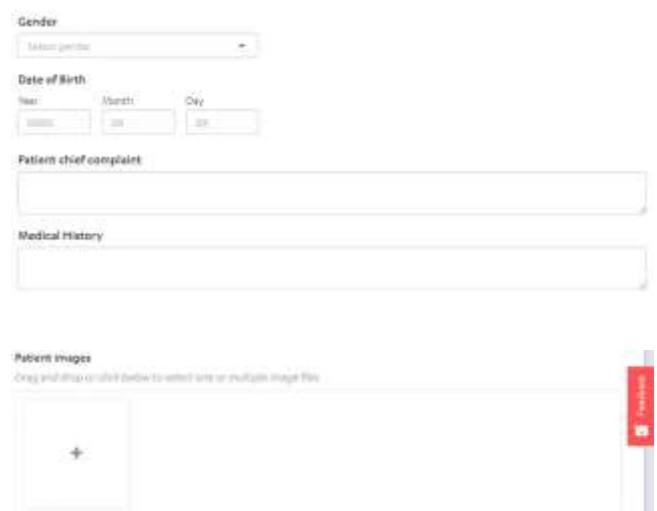 Gender
Select gender
Date of Birth
Year Month Day
Patient chief complaint
Medical History
Patient images
Drag and drop or click below to select one or multiple image files
+
Feedback